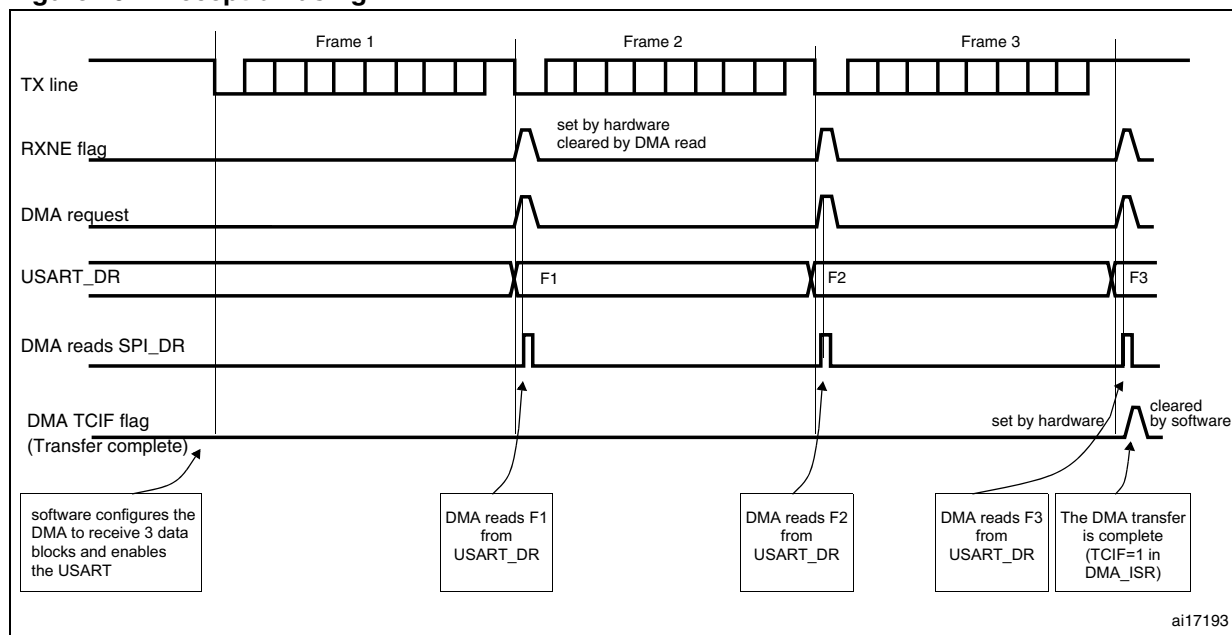 Frame 1
Frame 2
Frame 3
TX line
set by hardware
cleared by DMA read
RXNE flag
DMA request
USART_DR
F1
F2
F3
DMA reads SPI_DR
DMA TCIF flag
(Transfer complete)
set by hardware
cleared
by software
software configures the
DMA to receive 3 data
blocks and enables
the USART
DMA reads F1
from
USART_DR
DMA reads F2
from
USART_DR
DMA reads F3
from
USART_DR
The DMA transfer
is complete
(TCIF=1 in
DMA_ISR)
ai17193